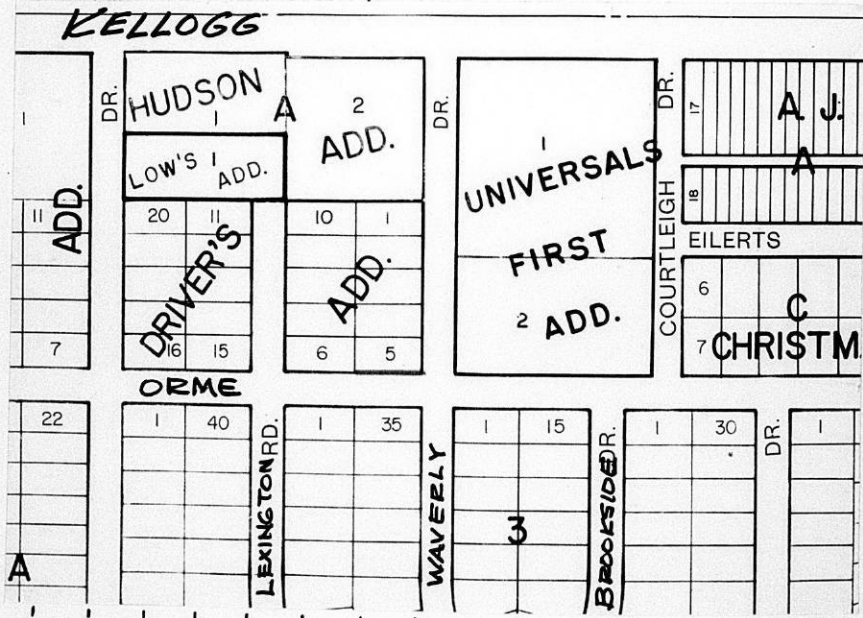 KELLOGG
DR.
HUDSON
1
A
2
ADD.
LOW'S 1 ADD.
DR.
1
UNIVERSALS
FIRST
2 ADD.
DR.
COURTLEIGH
17
A. J.
A
18
EILERTS
6
C
7 CHRISTM
1
11
ADD.
7
20
11
DRIVER'S
16
15
10
1
ADD.
6
5
ORME
22
A
1
40
LEXINGTON RD.
1
35
WAVERLY
1
15
3
BROOKSIDE DR.
1
30
DR.
1